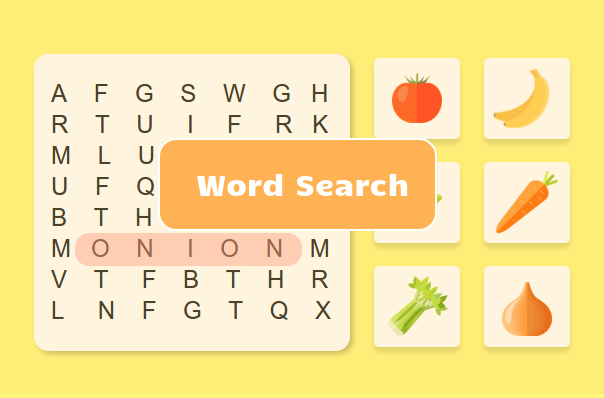 A F G S W G H
R T U I F R K
M L U
Word Search
U F Q
B T H
M O N I O N M
V T F B T H R
L N F G T Q X